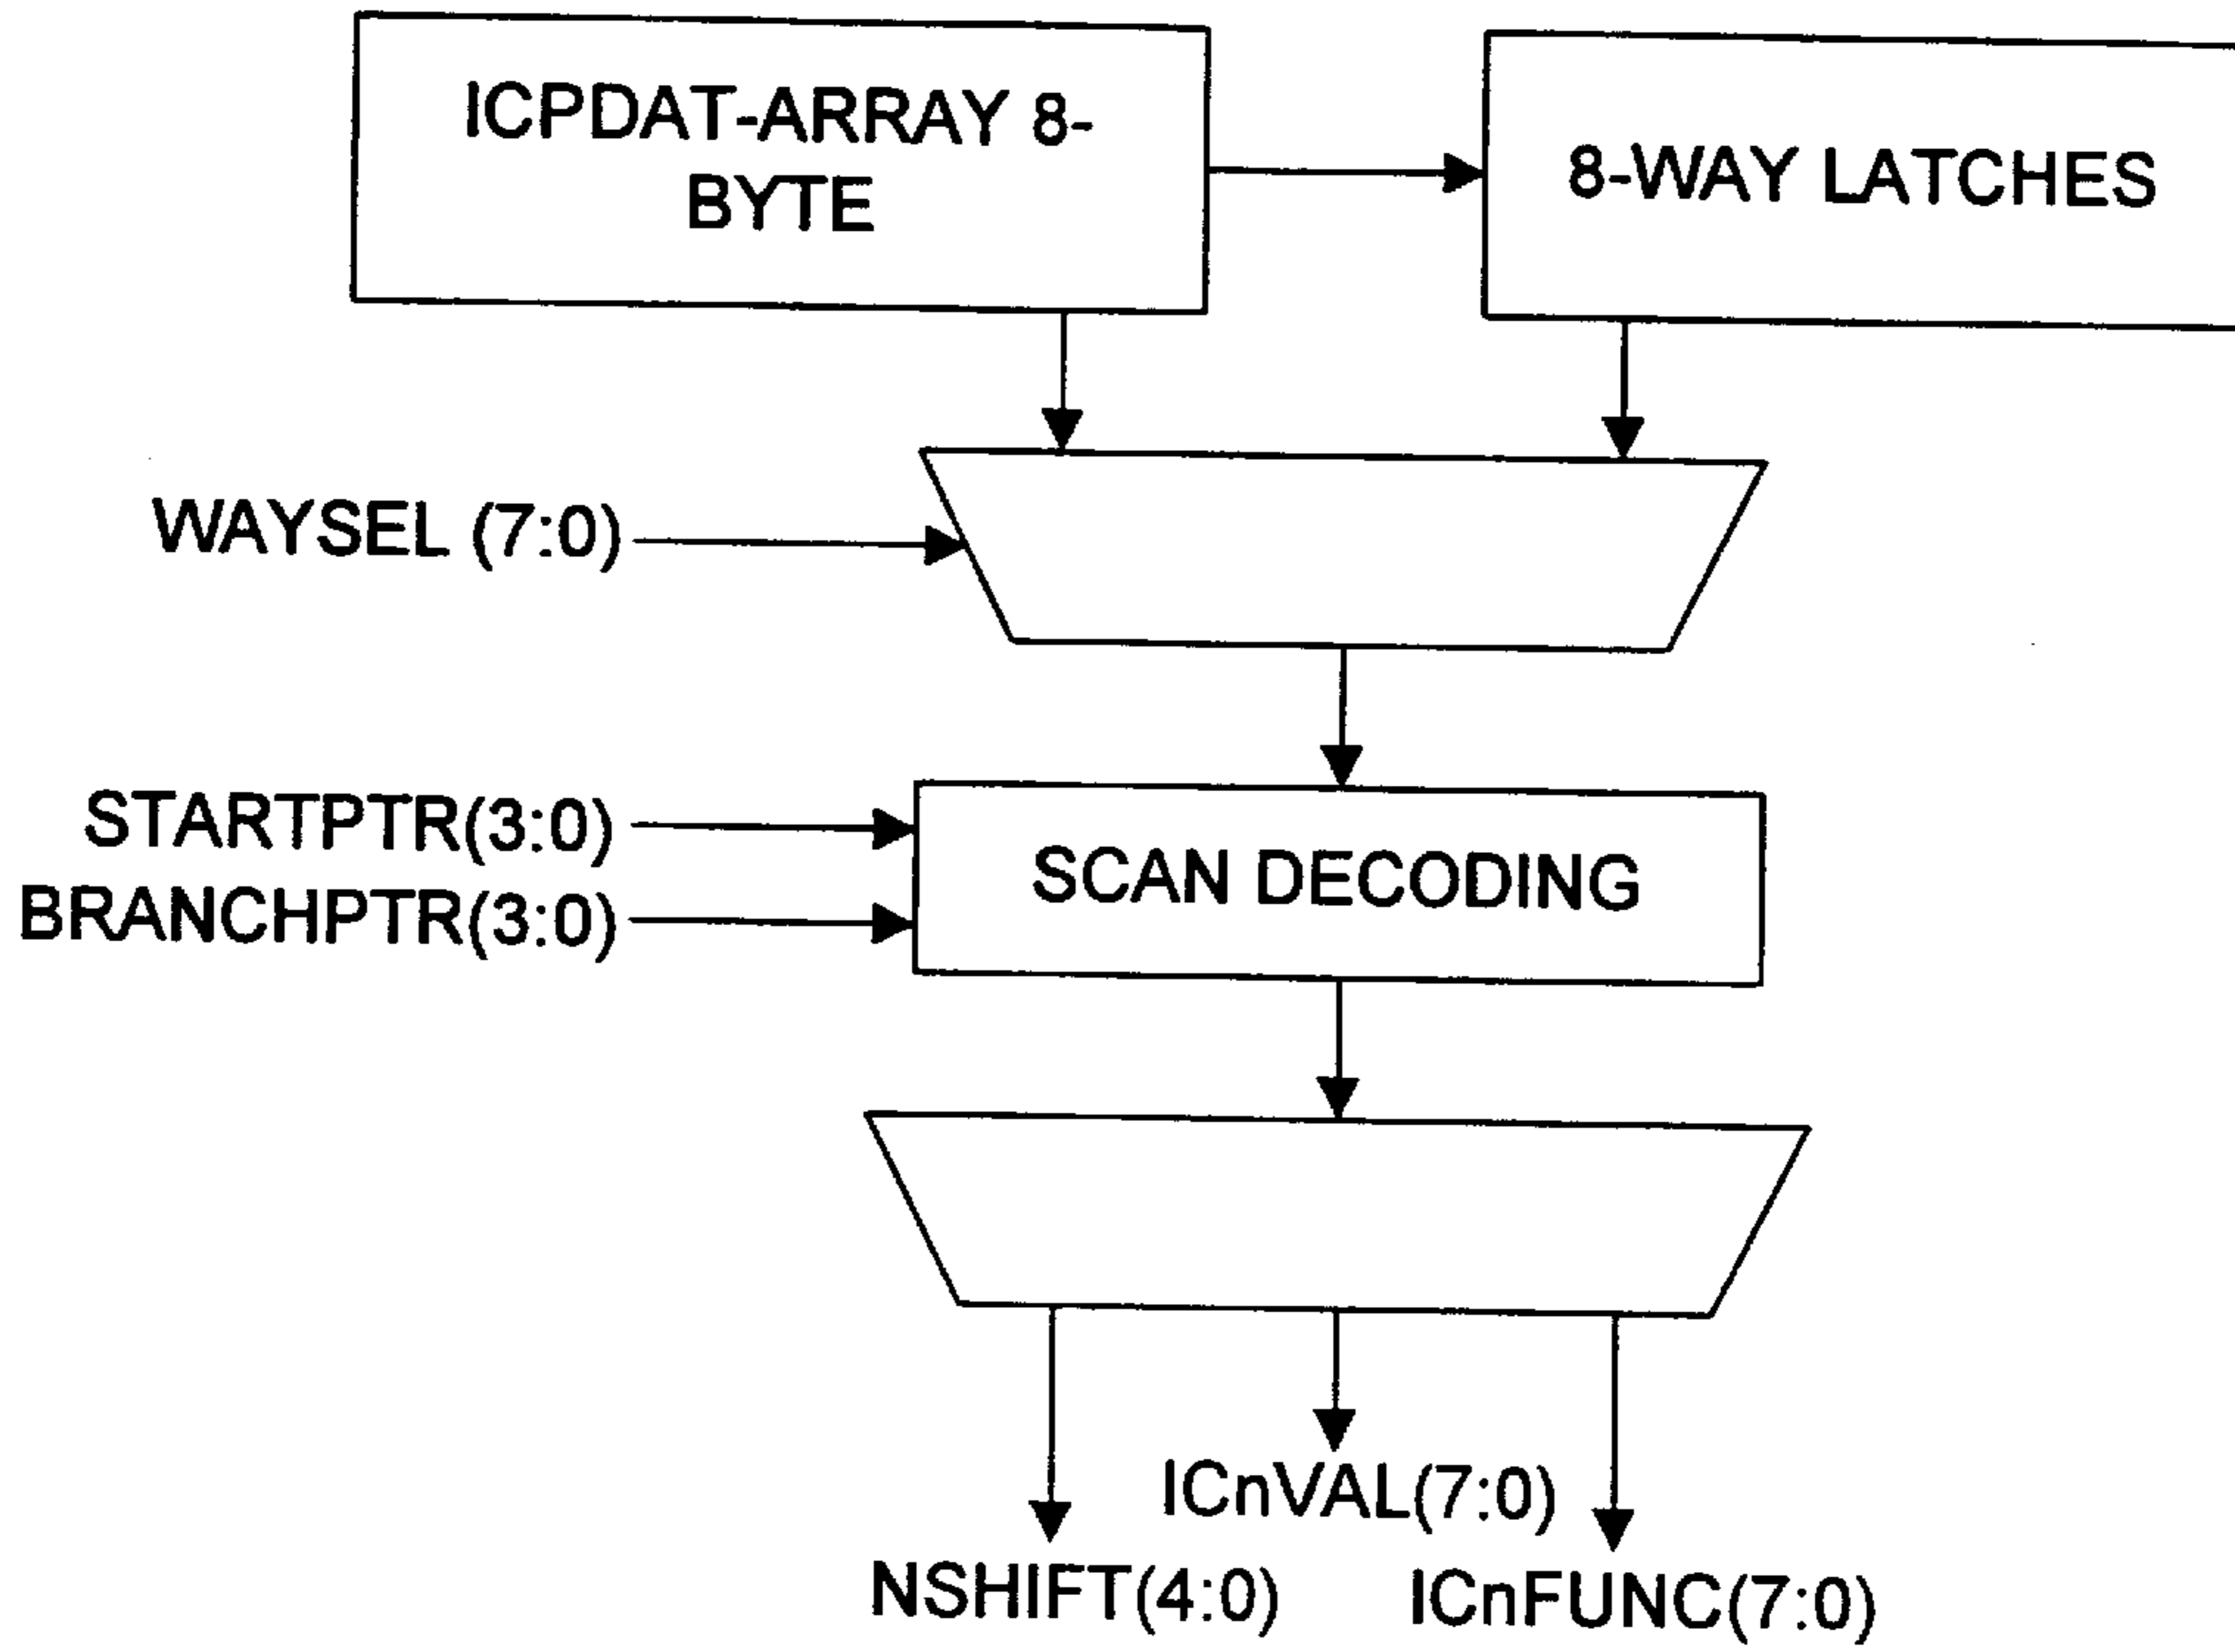 ICPDAT-ARRAY 8-
BYTE
8-WAY LATCHES
WAYSEL (7:0)
STARTPTR(3:0)
BRANCHPTR(3:0)
SCAN DECODING
ICnVAL(7:0)
NSHIFT(4:0)
ICnFUNC(7:0)